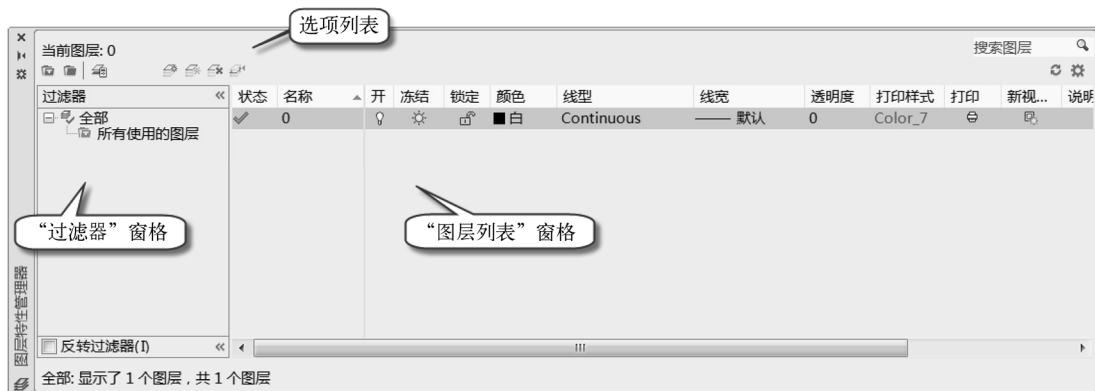 选项列表
当前图层: 0
搜索图层
过滤器
状态 名称 开 冻结 锁定 颜色 线型 线宽 透明度 打印样式 打印 新视... 说明
全部
0 白 Continuous 默认 0 Color_7
所有使用的图层
“过滤器”窗格
“图层列表”窗格
反转过滤器(I)
全部: 显示了 1 个图层，共 1 个图层
图层特性管理器